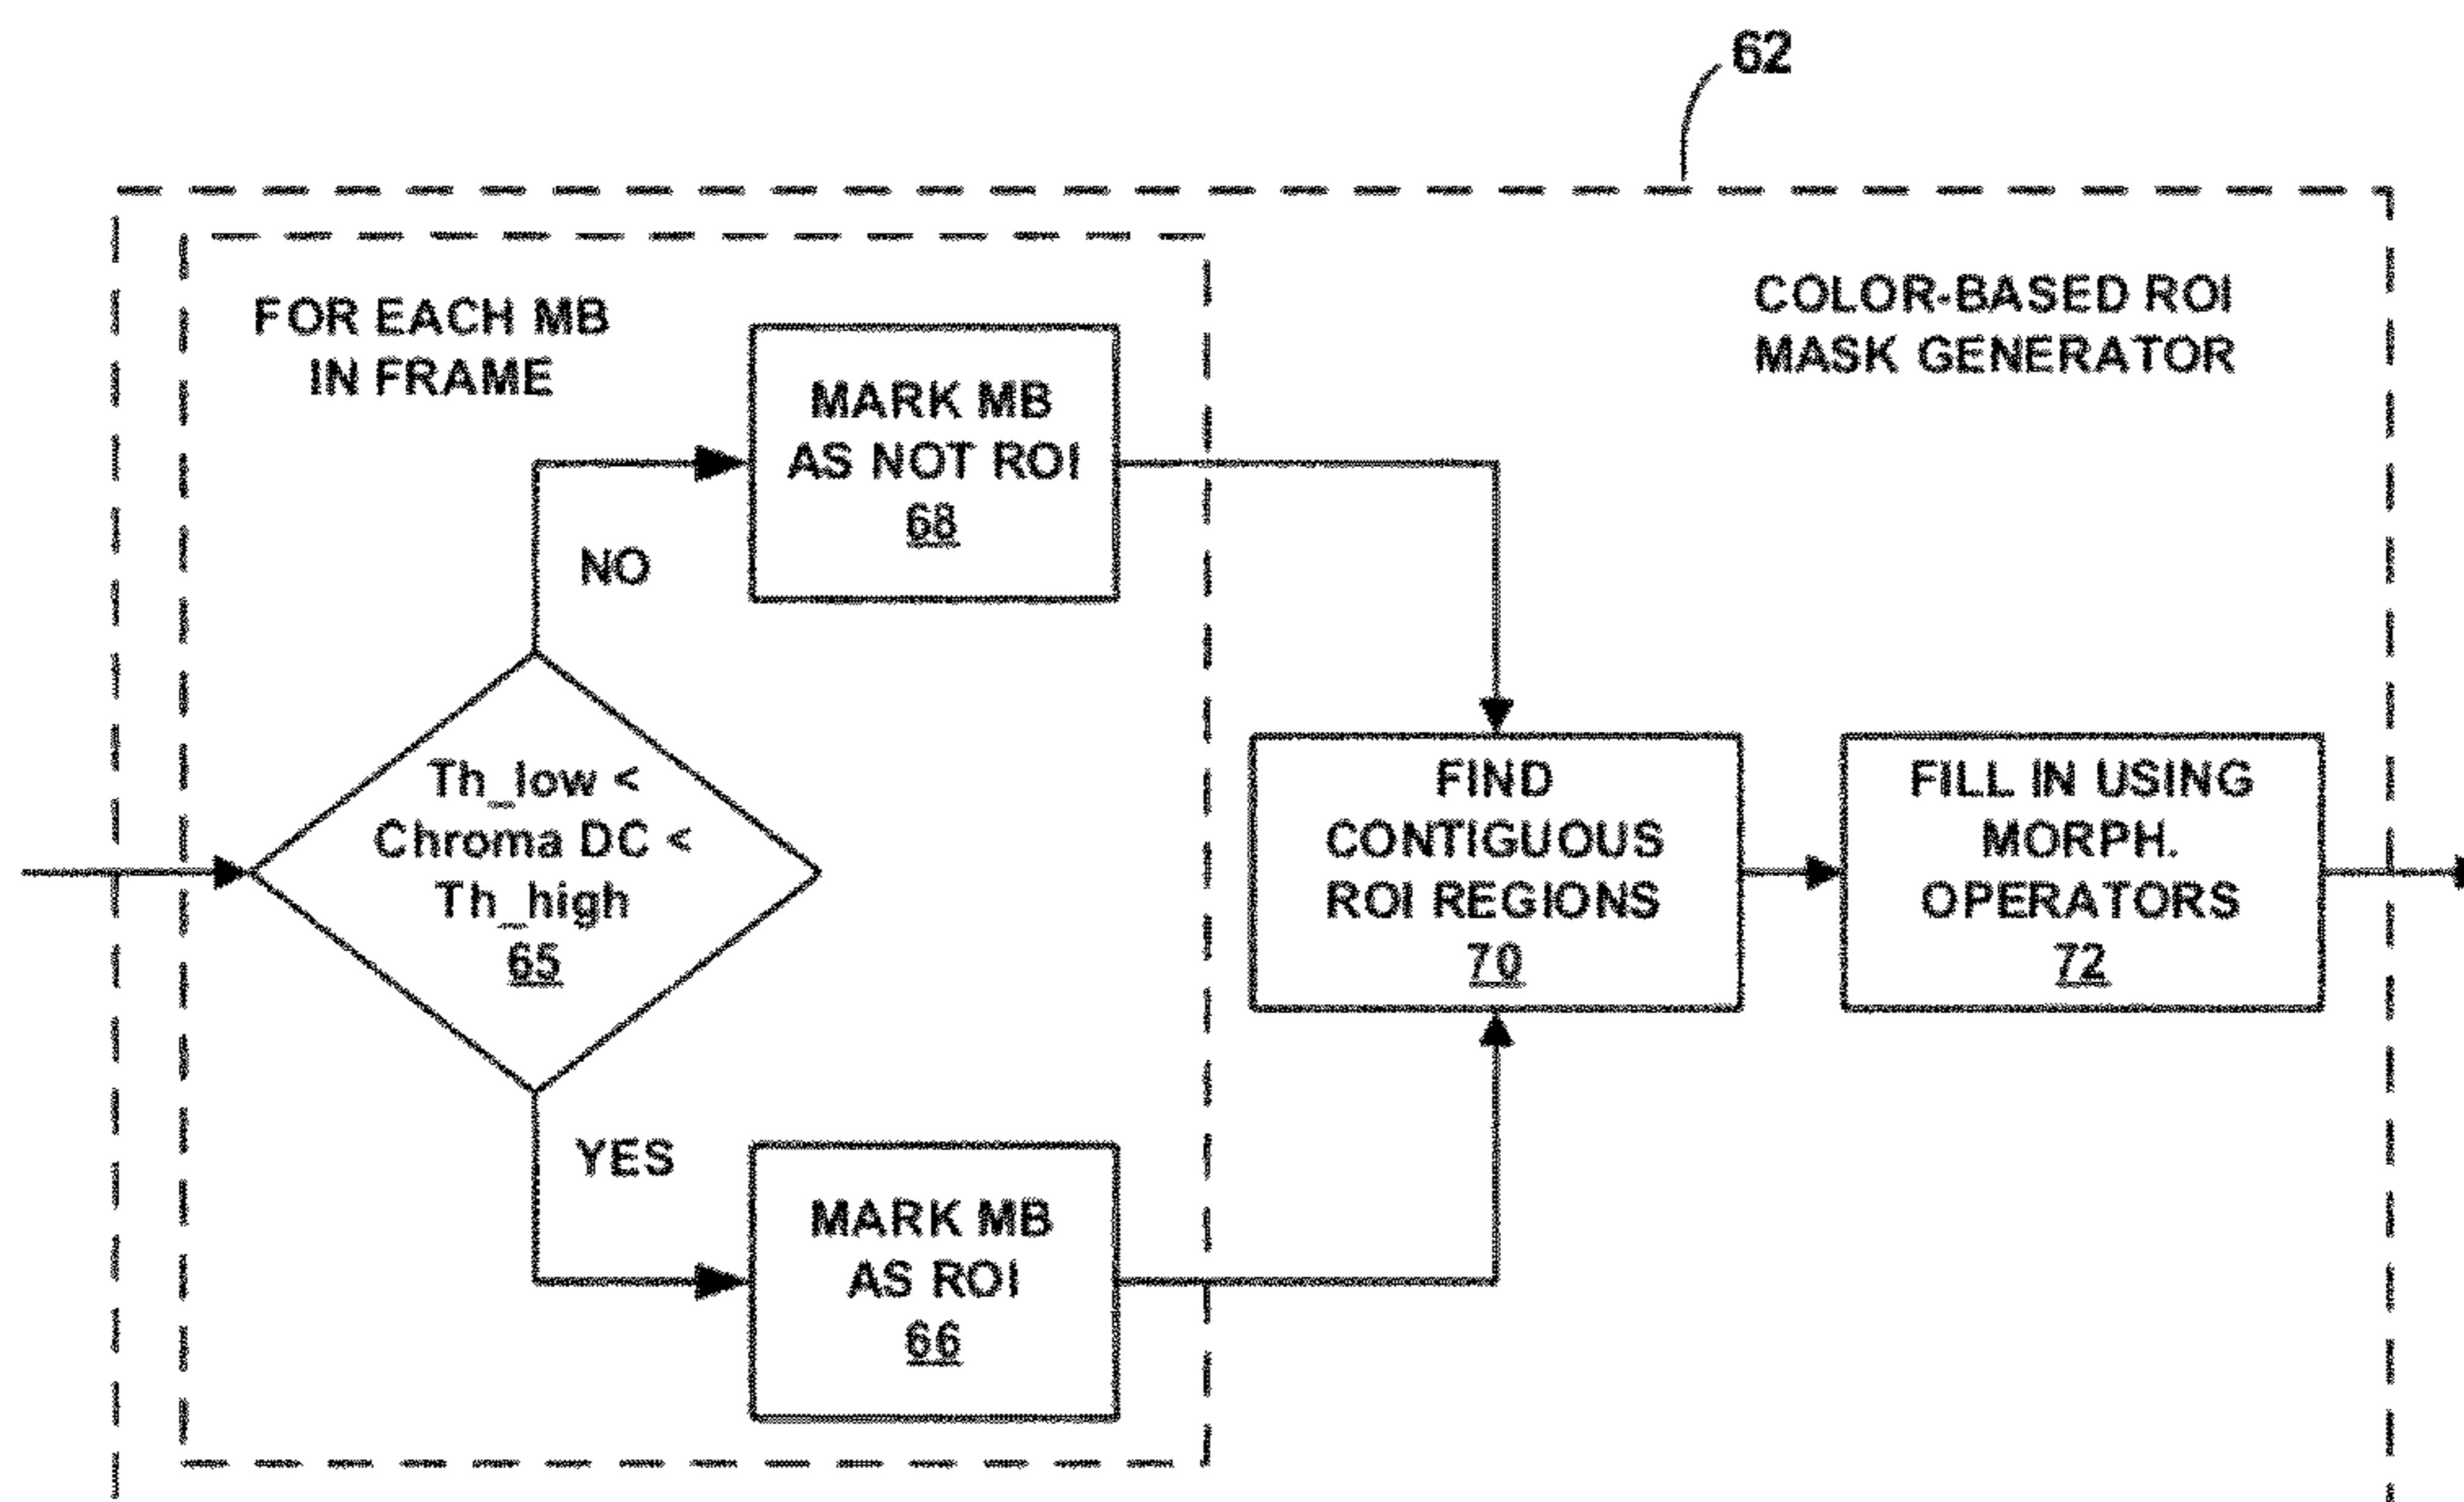 62
FOR EACH MB
IN FRAME
COLOR-BASED ROI
MASK GENERATOR
MARK MB
AS NOT ROI
68
NO
Th_low <
Chroma DC <
Th_high
65
FIND
CONTIGUOUS
ROI REGIONS
70
FILL IN USING
MORPH.
OPERATORS
72
YES
MARK MB
AS ROI
66